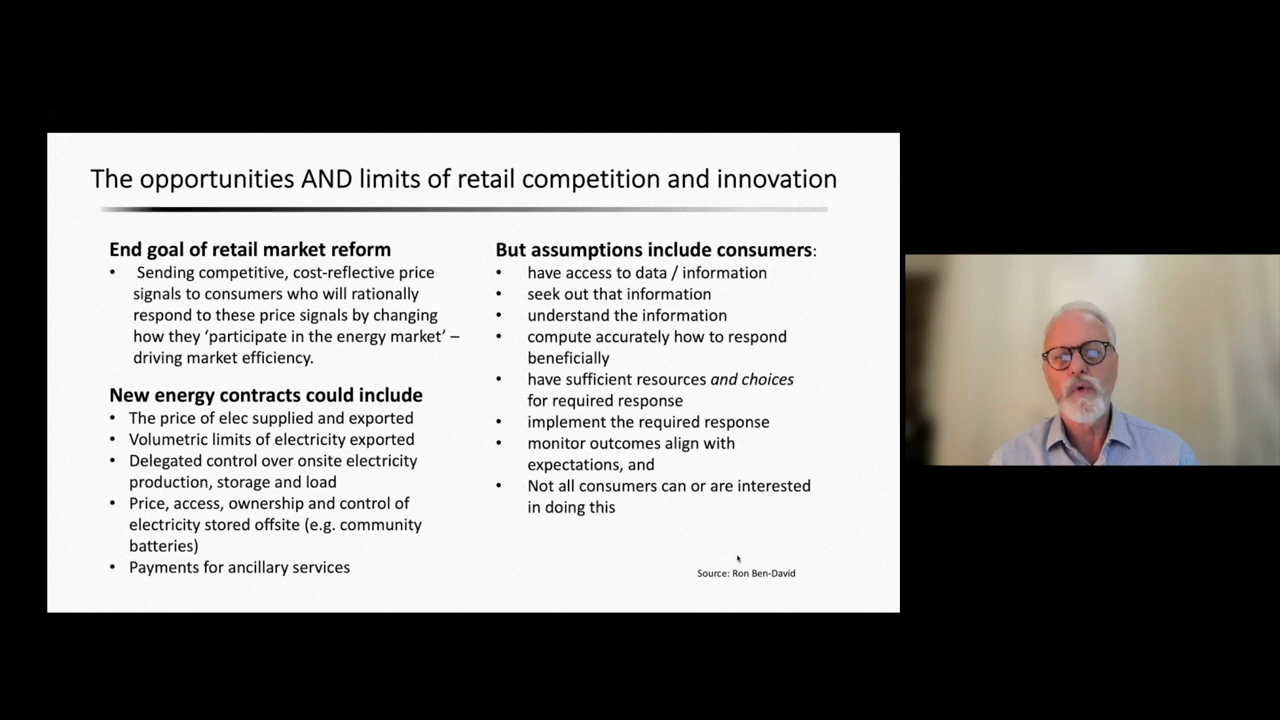 The opportunities AND limits of retail competition and innovation
End goal of retail market reform
• Sending competitive, cost-reflective price
signals to consumers who will rationally
respond to these price signals by changing
how they ‘participate in the energy market’ –
driving market efficiency.
New energy contracts could include
• The price of elec supplied and exported
• Volumetric limits of electricity exported
• Delegated control over onsite electricity
production, storage and load
• Price, access, ownership and control of
electricity stored offsite (e.g. community
batteries)
• Payments for ancillary services
But assumptions include consumers:
• have access to data / information
• seek out that information
• understand the information
• compute accurately how to respond
beneficially
• have sufficient resources and choices
for required response
• implement the required response
• monitor outcomes align with
expectations, and
• Not all consumers can or are interested
in doing this
Source: Ron Ben-David